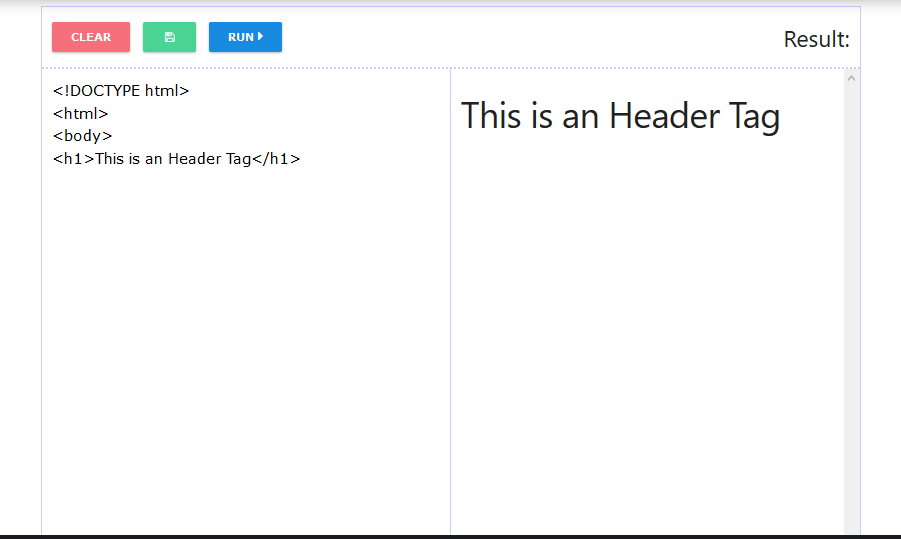 CLEAR RUN Result:
<!DOCTYPE html>
<html>
<body>
<h1>This is an Header Tag</h1>
This is an Header Tag